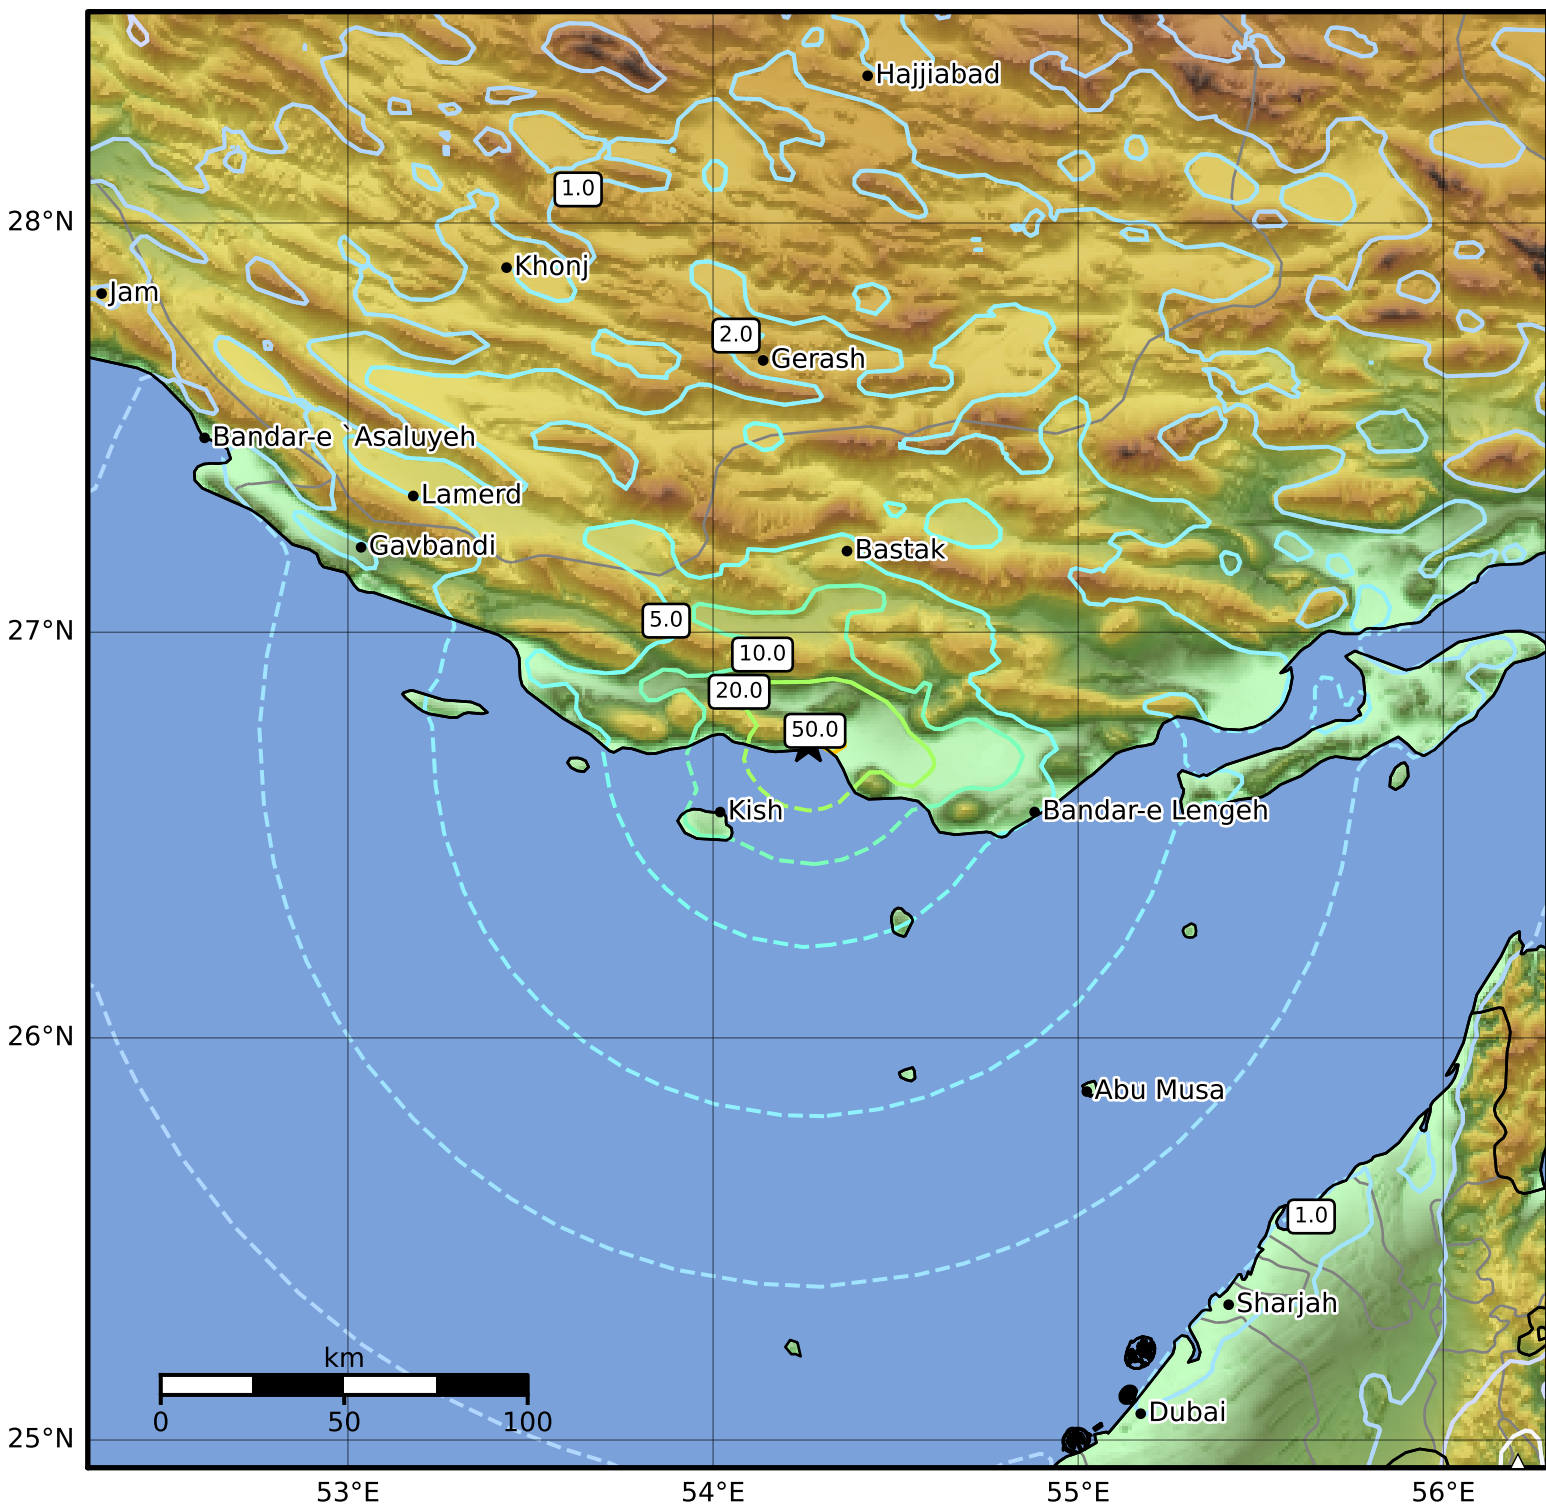 Hajjiabad
1.0
28°N
Khonj
Jam
2.0
Gerash
Bandar-e `Asaluyeh
Lamerd
Gavbandi
Bastak
5.0
27°N
10.0
20.0
50.0
Kish
Bandar-e Lengeh
26°N
Abu Musa
1.0
Sharjah
km
0 50 100
Dubai
25°N
53°E 54°E 55°E 56°E